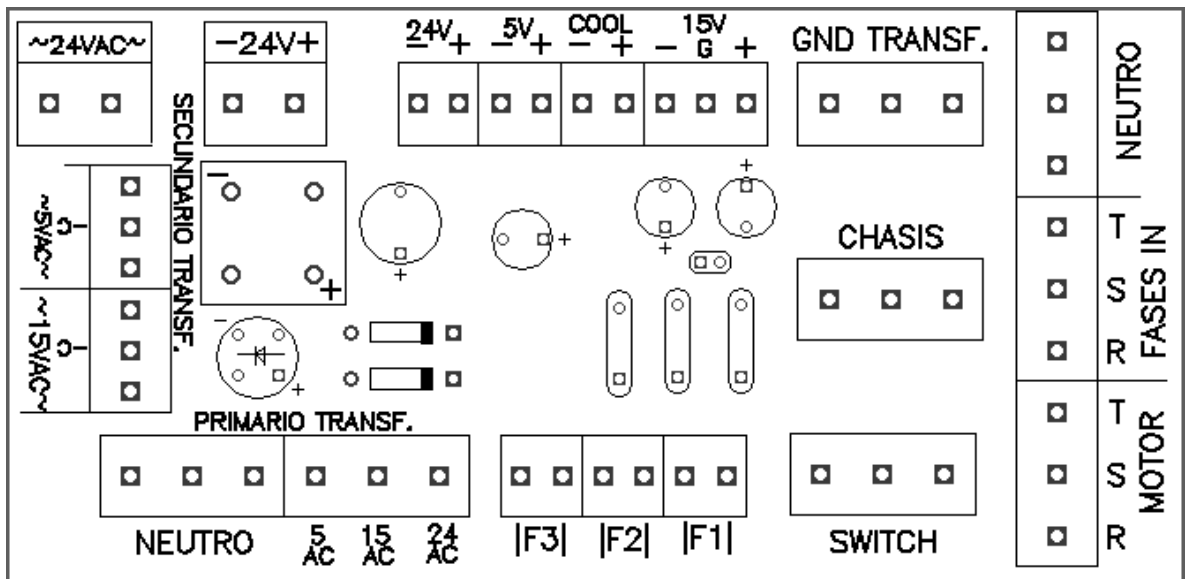 ~24VAC~
-24V+
24V
- +
5V
- +
COOL
- +
15V
- G +
GND TRANSF.
NEUTRO
SECUNDARIO TRANSF.
~5VAC~
C-
~15VAC~
C-
- +
+
+
+
+
- +
CHASIS
T
S
R
FASES IN
T
S
R
MOTOR
PRIMARIO TRANSF.
NEUTRO
5 AC
15 AC
24 AC
|F3|
|F2|
|F1|
SWITCH